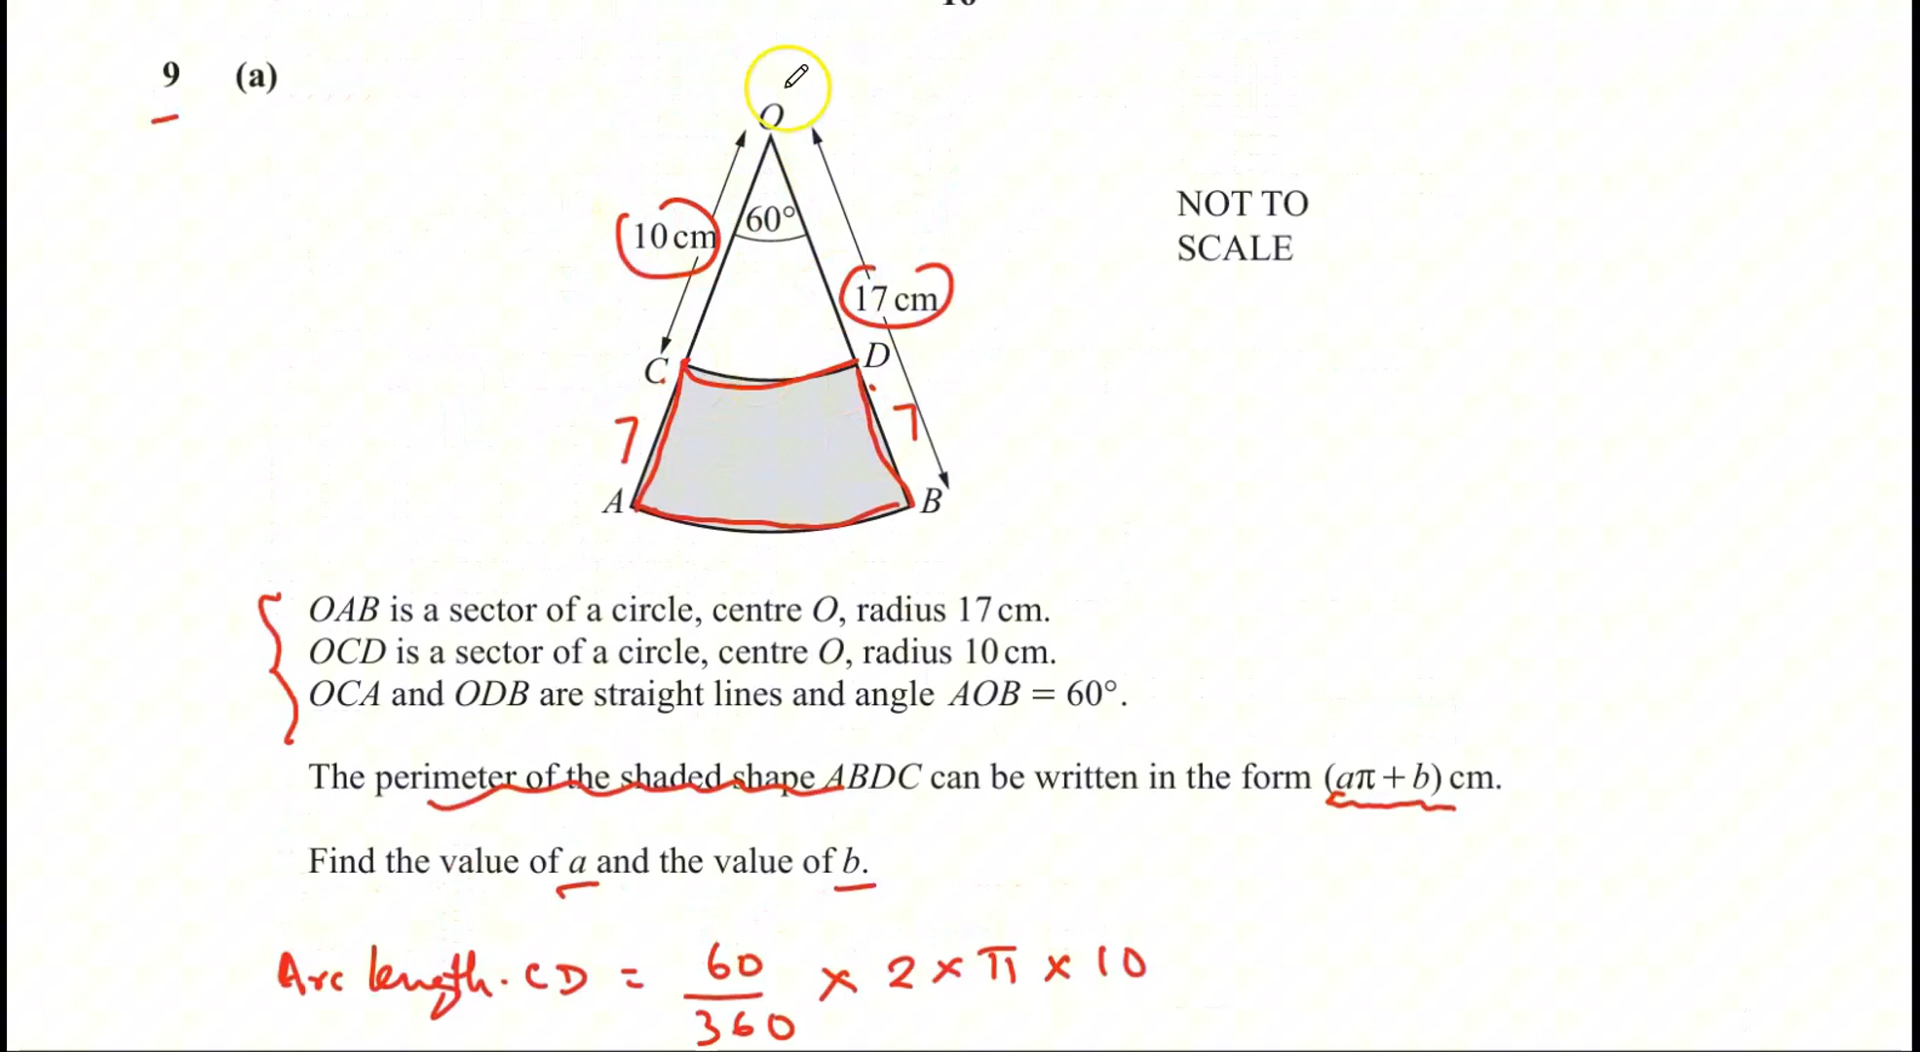 9 (a)
O
60°
10 cm
NOT TO
SCALE
17 cm
C
D
7
7
A
B
OAB is a sector of a circle, centre O, radius 17 cm.
OCD is a sector of a circle, centre O, radius 10 cm.
OCA and ODB are straight lines and angle AOB = 60°.
The perimeter of the shaded shape ABDC can be written in the form (aπ + b) cm.
Find the value of a and the value of b.
Arc length. CD = 60/360 × 2 × π × 10